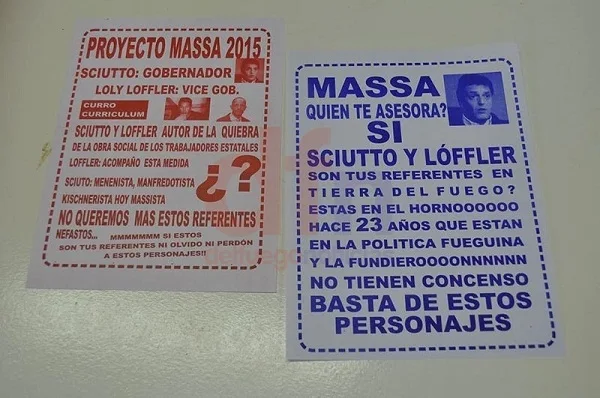 PROYECTO MASSA 2015
SCIUTTO: GOBERNADOR
LOLY LOFFLER: VICE GOB.
CURRO
CURRICULUM
SCIUTTO Y LOFFLER AUTOR DE LA QUIEBRA
DE LA OBRA SOCIAL DE LOS TRABAJADORES ESTATALES
LOFFLER: ACOMPAÑO ESTA MEDIDA
¿?
SCIUTO: MENENISTA, MANFREDOTISTA
KISCHNERISTA HOY MASSISTA
NO QUEREMOS MAS ESTOS REFERENTES
NEFASTOS... MMMMMMM SI ESTOS
SON TUS REFERENTES NI OLVIDO NI PERDÓN
A ESTOS PERSONAJES!!
MASSA
QUIEN TE ASESORA?
SI
SCIUTTO Y LÓFFLER
SON TUS REFERENTES EN
TIERRA DEL FUEGO?
ESTAS EN EL HORNOOOOOO
HACE 23 AÑOS QUE ESTAN
EN LA POLITICA FUEGUINA
Y LA FUNDIEROOOONNNNNN
NO TIENEN CONCENSO
BASTA DE ESTOS
PERSONAJES